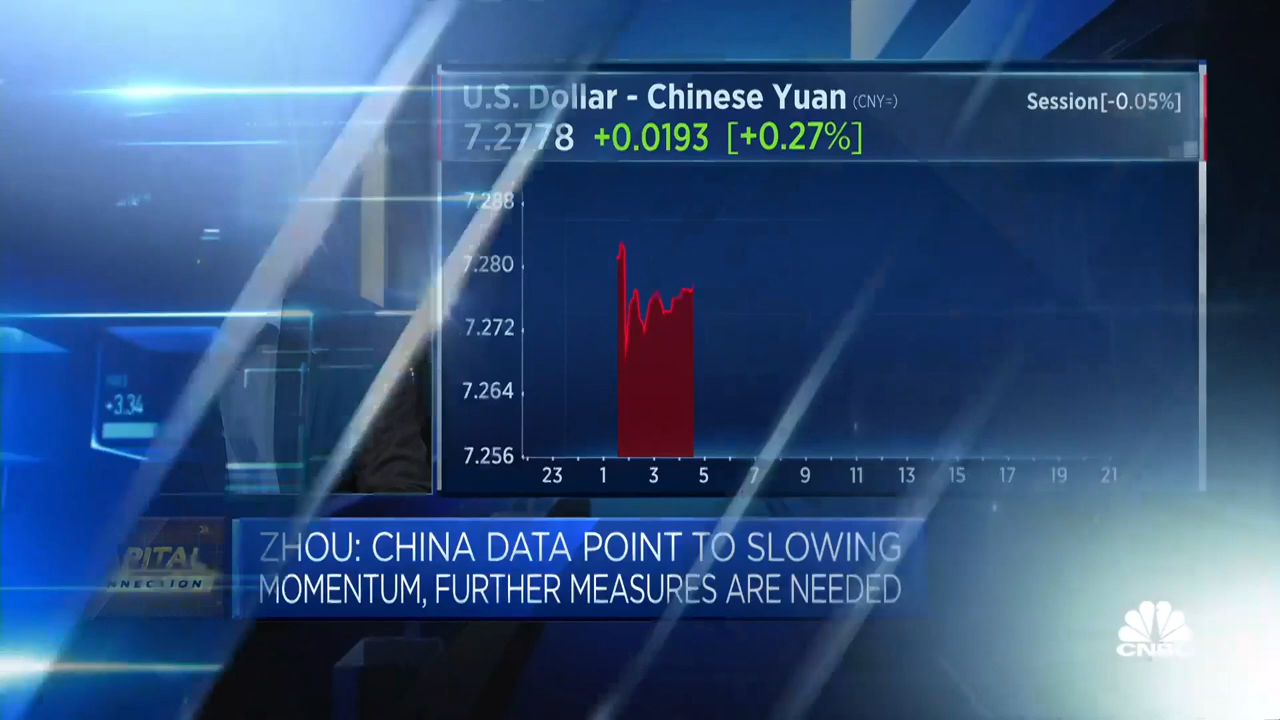 U.S. Dollar - Chinese Yuan (CNY=)
Session[-0.05%]
7.2778 +0.0193 [+0.27%]
7.288
7.280
7.272
7.264
7.256
23 1 3 5 7 9 11 13 15 17 19 21
+3.34
PITAL
NNECTION
ZHOU: CHINA DATA POINT TO SLOWING
MOMENTUM, FURTHER MEASURES ARE NEEDED
CNBC